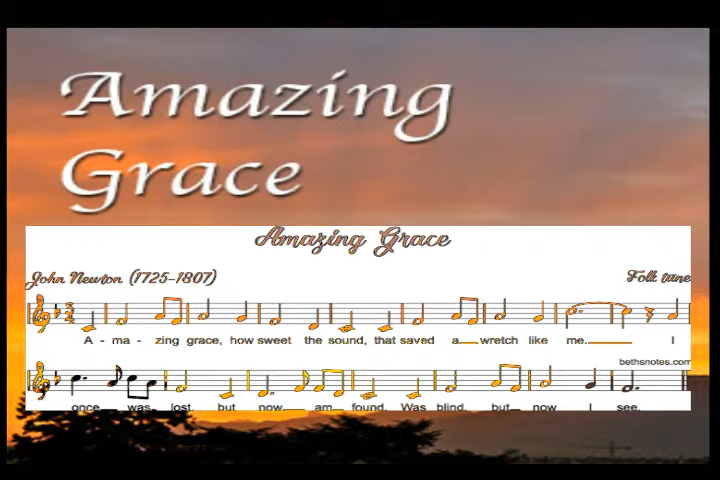 Amazing
Grace
Amazing Grace
John Newton (1725-1807)
Folk tune
A - ma - zing grace, how sweet the sound, that saved a wretch like me. I
bethsnotes.com
once was lost, but now am found, Was blind, but now I see.